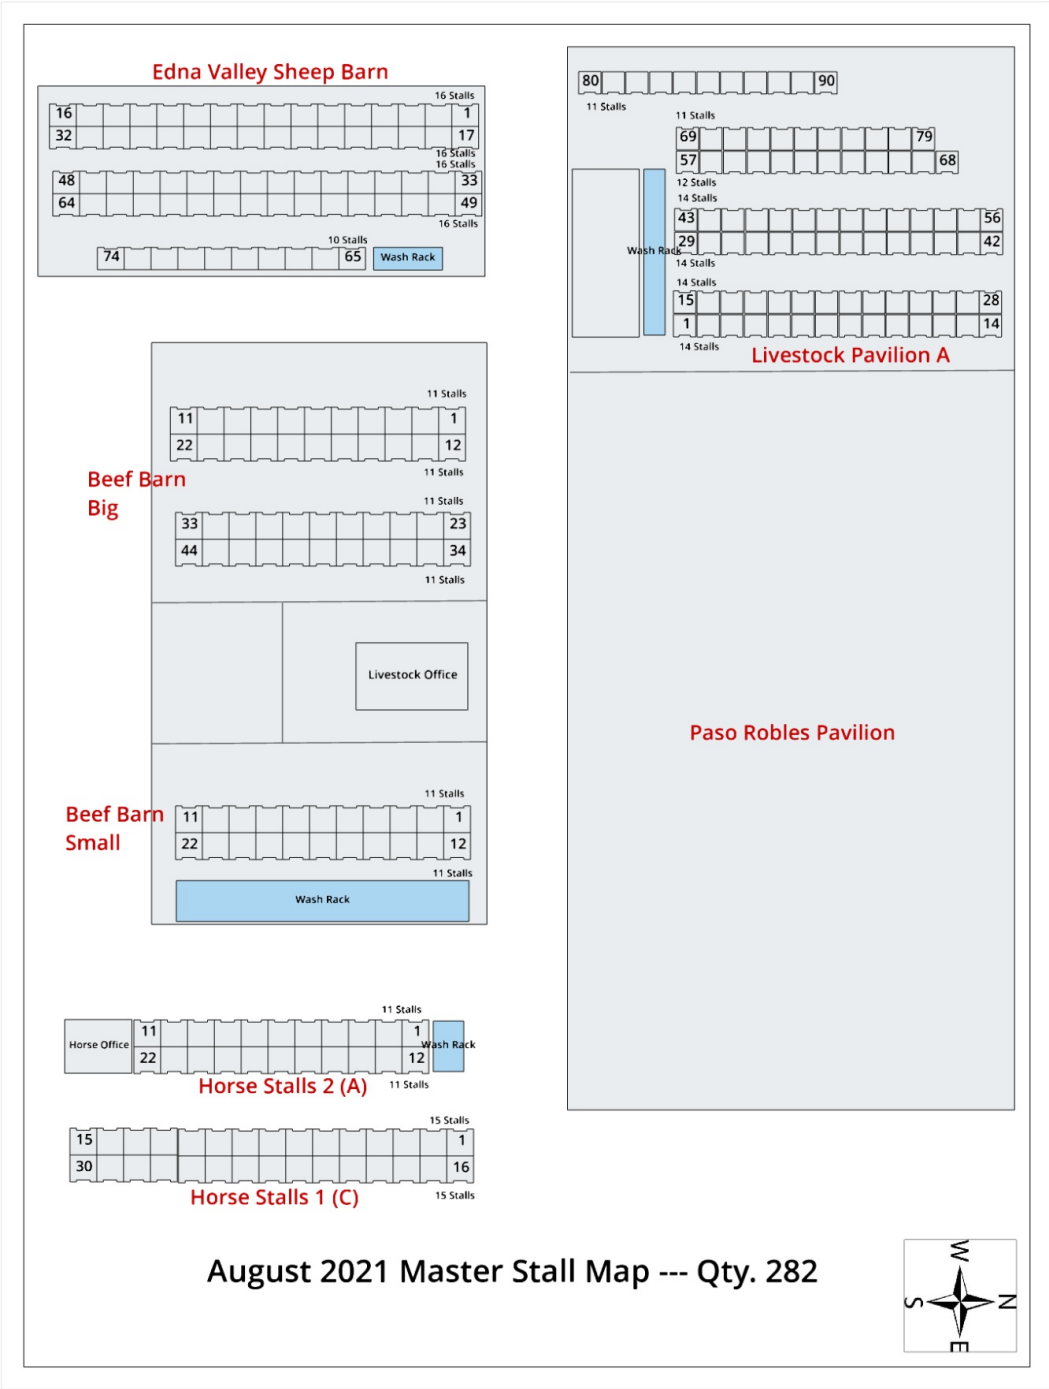 Edna Valley Sheep Barn
16 Stalls
16
1
32
17
16 Stalls
16 Stalls
48
33
64
49
16 Stalls
10 Stalls
74
65
Wash Rack
80
90
11 Stalls
11 Stalls
69
79
57
68
12 Stalls
14 Stalls
43
56
29
42
Wash Rack
14 Stalls
14 Stalls
15
28
1
14
14 Stalls
Livestock Pavilion A
11 Stalls
11
1
22
12
11 Stalls
Beef Barn
Big
11 Stalls
33
23
44
34
11 Stalls
Livestock Office
Paso Robles Pavilion
11 Stalls
Beef Barn
Small
11
1
22
12
11 Stalls
Wash Rack
11 Stalls
Horse Office
11
1
22
12
Wash Rack
Horse Stalls 2 (A)
11 Stalls
15 Stalls
15
1
30
16
Horse Stalls 1 (C)
15 Stalls
August 2021 Master Stall Map --- Qty. 282
W
S
N
E